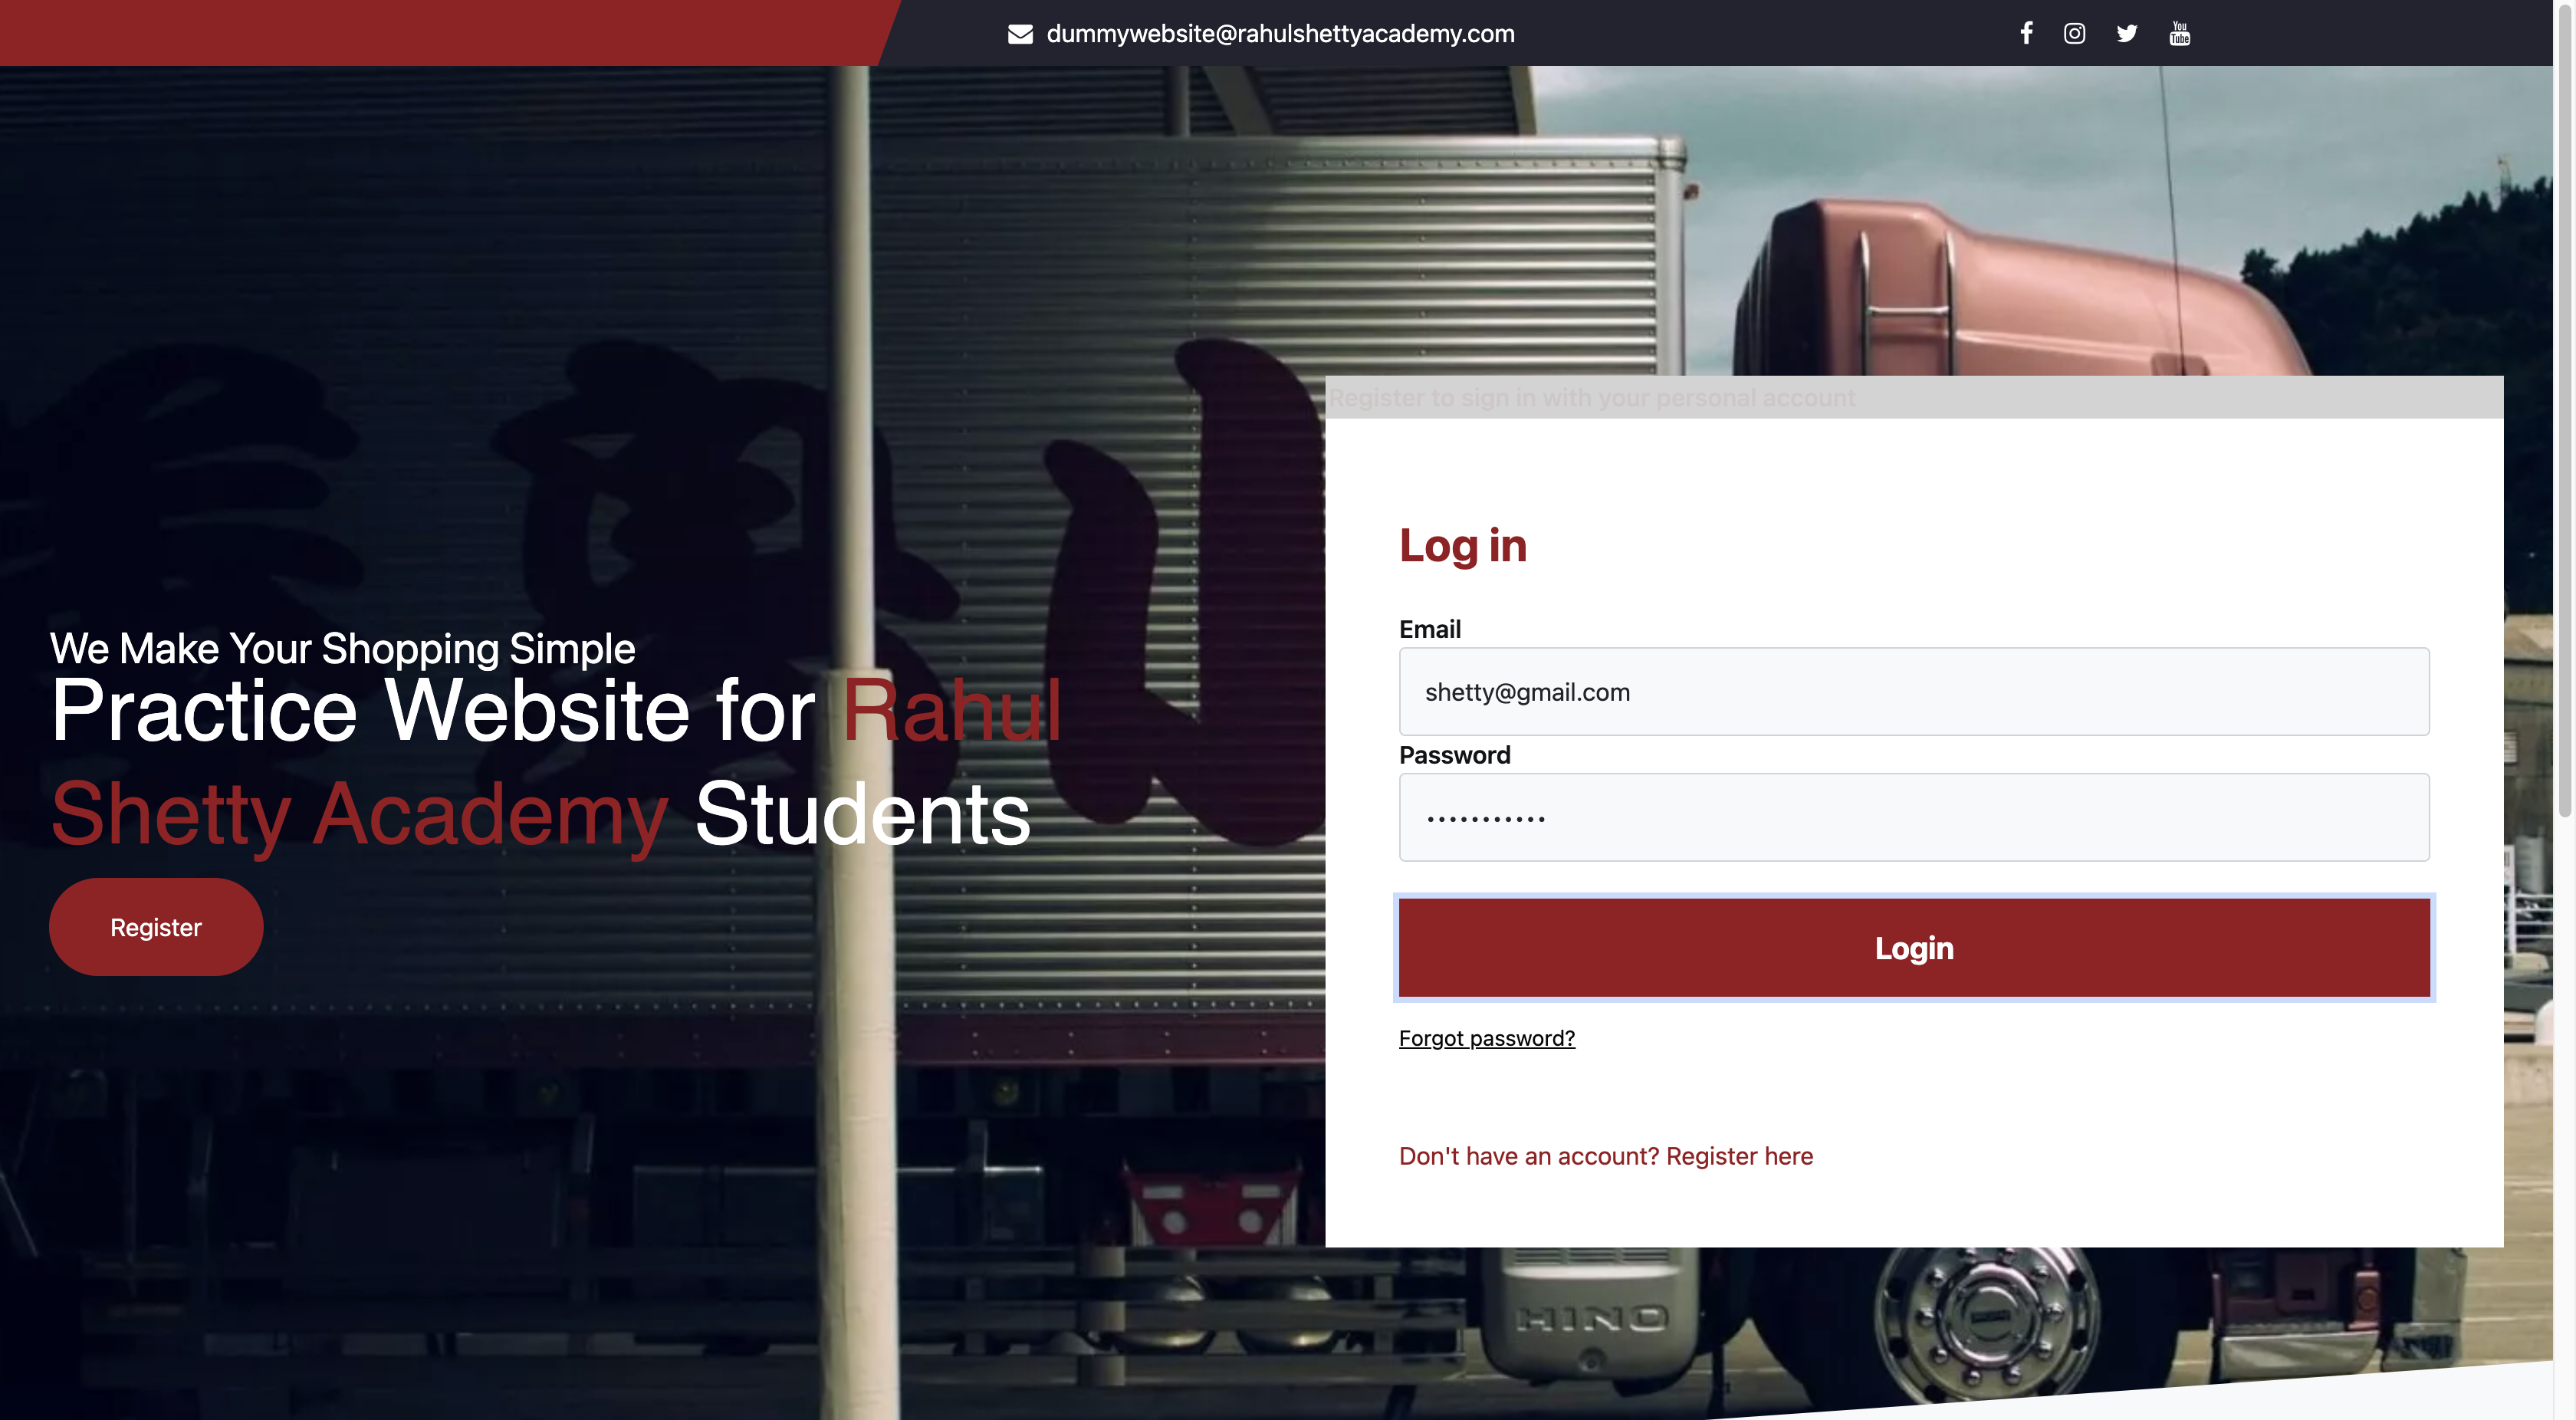 dummywebsite@rahulshettyacademy.com
You
Tube
We Make Your Shopping Simple
Practice Website for Rahul
Shetty Academy Students
Register
Register to sign in with your personal account
Log in
Email
shetty@gmail.com
Password
•••••••••••
Login
Forgot password?
Don't have an account? Register here
HINO